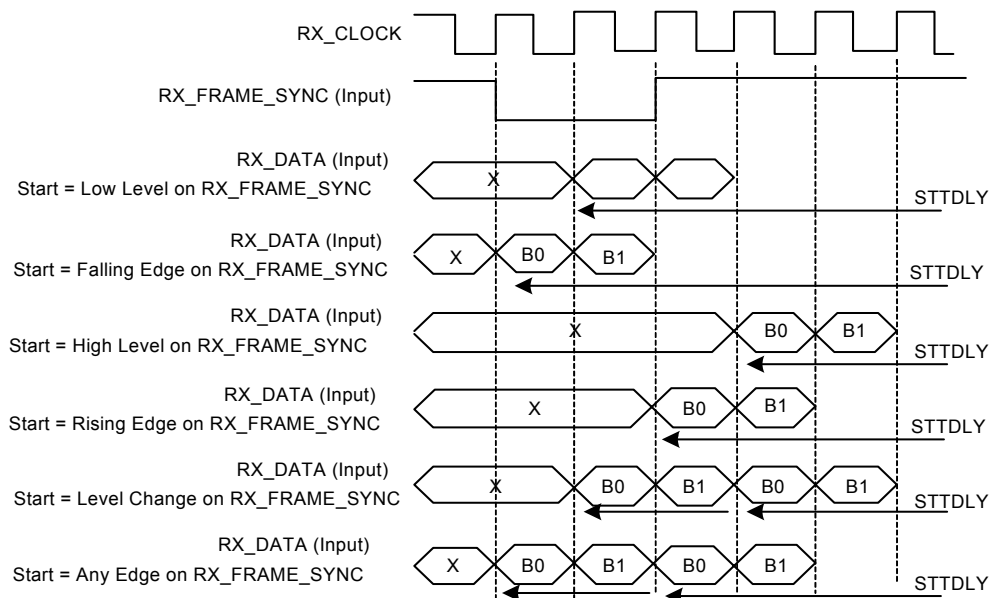 RX_CLOCK
RX_FRAME_SYNC (Input)
RX_DATA (Input)
Start = Low Level on RX_FRAME_SYNC
X
STTDLY
RX_DATA (Input)
Start = Falling Edge on RX_FRAME_SYNC
X B0 B1
STTDLY
RX_DATA (Input)
Start = High Level on RX_FRAME_SYNC
X B0 B1
STTDLY
RX_DATA (Input)
Start = Rising Edge on RX_FRAME_SYNC
X B0 B1
STTDLY
RX_DATA (Input)
Start = Level Change on RX_FRAME_SYNC
X B0 B1 B0 B1
STTDLY
RX_DATA (Input)
Start = Any Edge on RX_FRAME_SYNC
X B0 B1 B0 B1
STTDLY